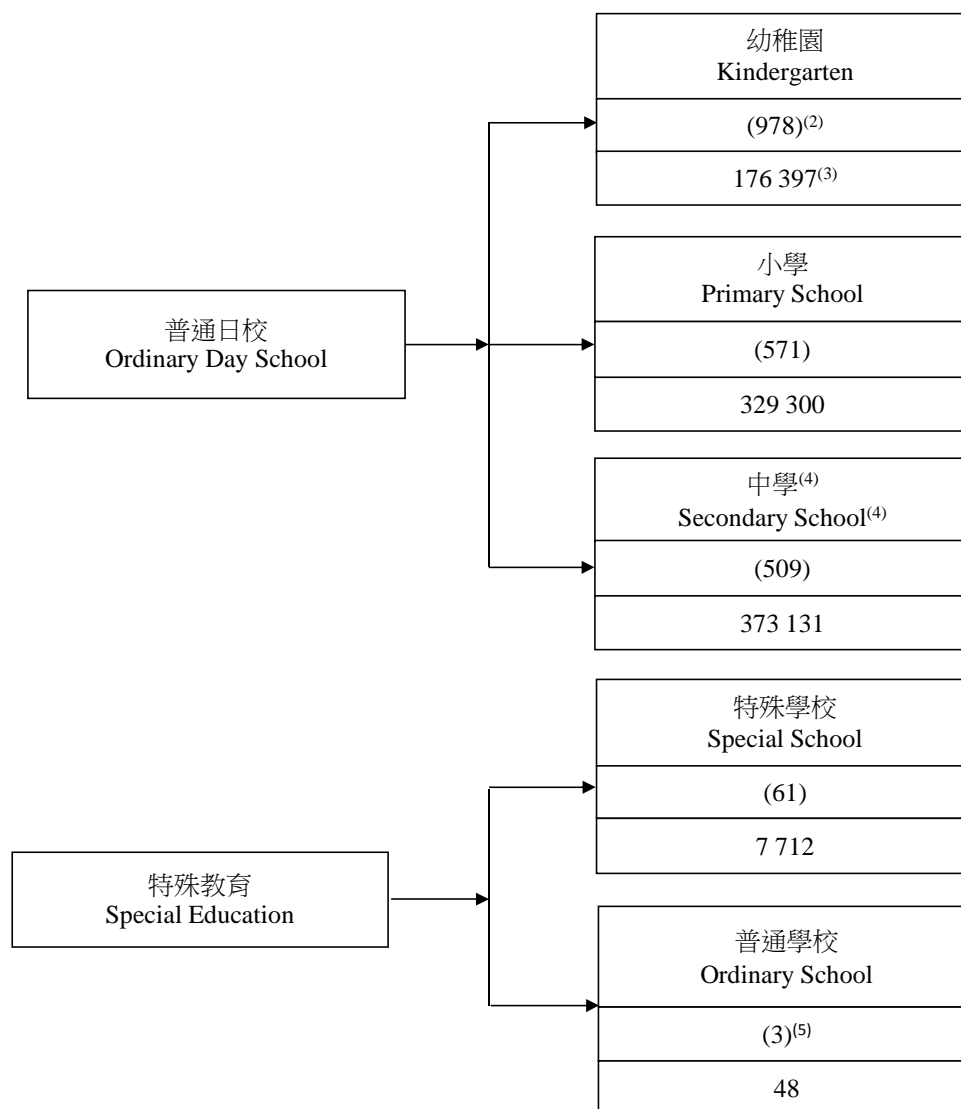 幼稚園
Kindergarten
(978)(2)
176 397(3)
小學
Primary School
(571)
329 300
普通日校
Ordinary Day School
中學(4)
Secondary School(4)
(509)
373 131
特殊學校
Special School
(61)
7 712
特殊教育
Special Education
普通學校
Ordinary School
(3)(5)
48